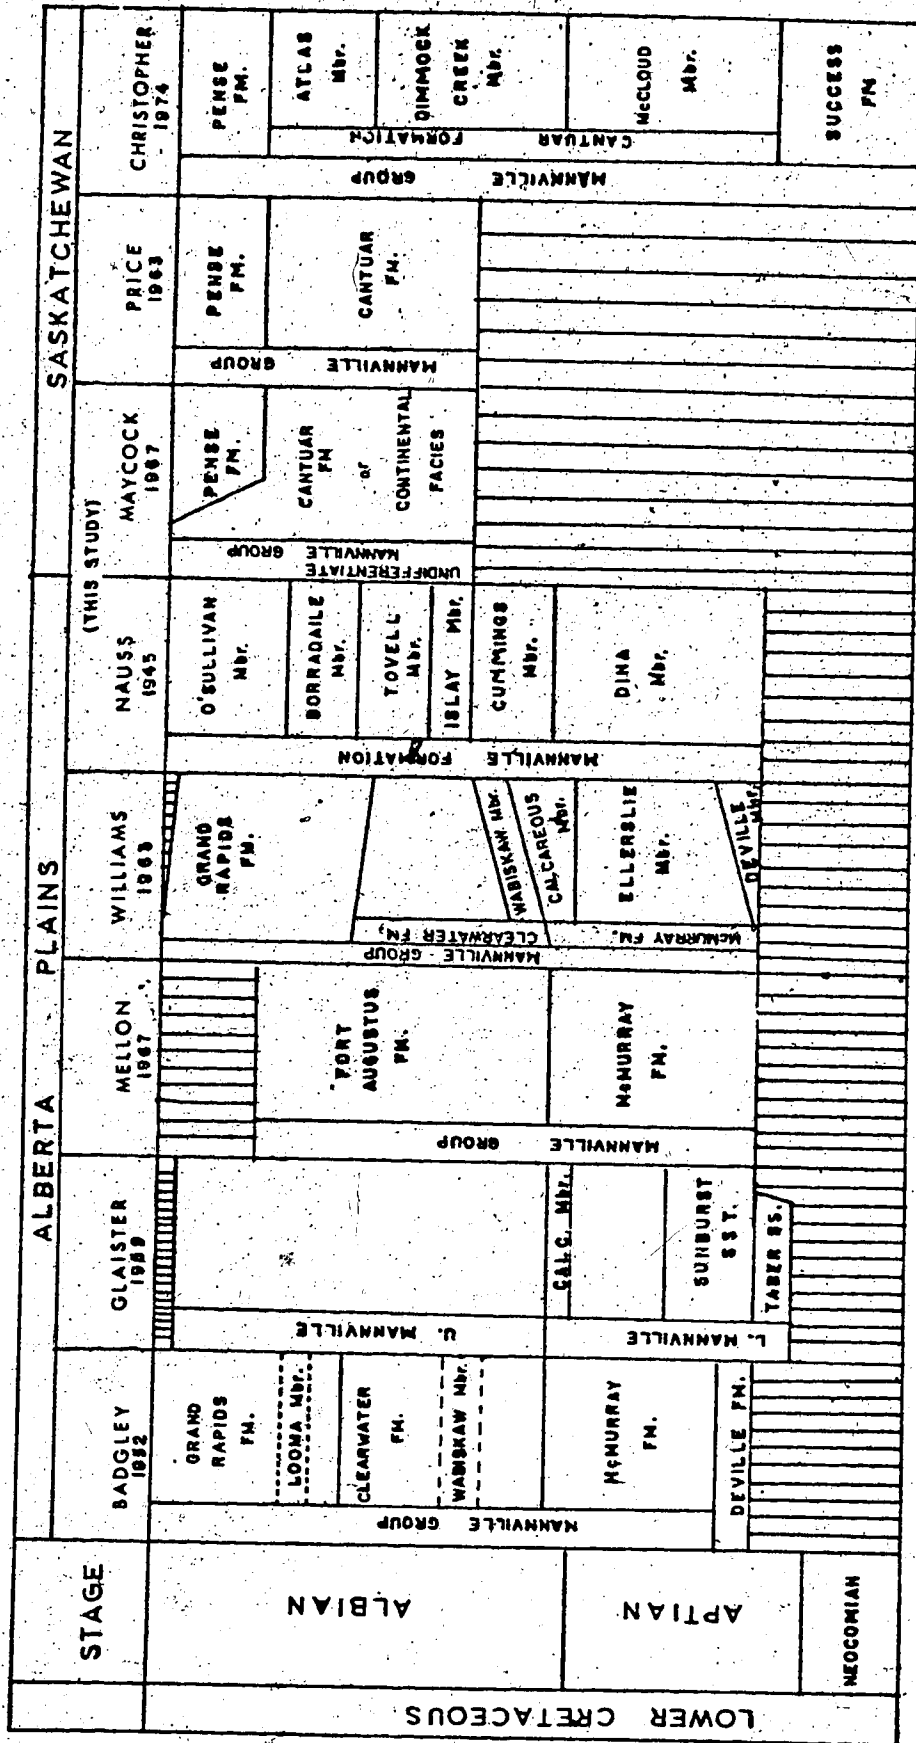 ALBERTA PLAINS
SASKATCHEWAN
(THIS STUDY)
STAGE
BADGLEY
1952
GLAISTER
1959
MELLON
1967
WILLIAMS
1963
NAUSS
1945
MAYCOCK
1967
PRICE
1963
CHRISTOPHER
1974
LOWER CRETACEOUS
ALBIAN
APTIAN
NEOCOMIAN
MANNVILLE GROUP
GRAND
RAPIDS
FM.
LOOMA Mbr.
CLEARWATER
FM.
WABISKAW Mbr.
McMURRAY
FM.
DEVILLE FM.
U. MANNVILLE
L. MANNVILLE
CALC. Mbr.
SUNBURST
SST.
TABER SS.
MANNVILLE GROUP
FORT
AUGUSTUS
FM.
McMURRAY
FM.
MANNVILLE GROUP
GRAND
RAPIDS
FM.
CLEARWATER FM.
WABISKAW Mbr.
CALCAREOUS
Mbr.
McMURRAY FM.
ELLERSLIE
Mbr.
DEVILLE
Mbr.
MANNVILLE FORMATION
O'SULLIVAN
Mbr.
BORRADAILE
Mbr.
TOVELL
Mbr.
ISLAY Mbr.
CUMMINGS
Mbr.
DINA
Mbr.
UNDIFFERENTIATE
MANNVILLE GROUP
PENSE
FM.
CANTUAR
FM
or
CONTINENTAL
FACIES
MANNVILLE GROUP
PENSE
FM.
CANTUAR
FM.
MANNVILLE GROUP
PENSE
FM.
CANTUAR FORMATION
ATLAS
Mbr.
DIMMOCK
CREEK
Mbr.
McCLOUD
Mbr.
SUCCESS
FM